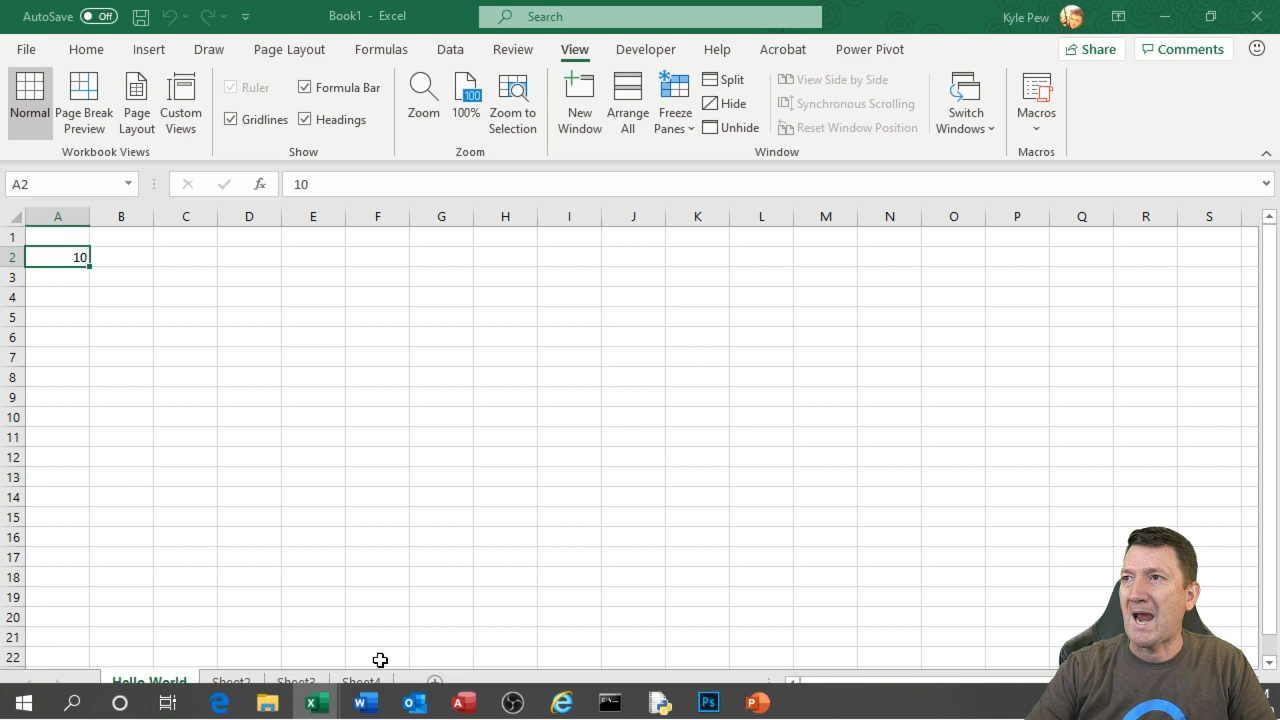 AutoSave Off Book1 - Excel Search Kyle Pew
File Home Insert Draw Page Layout Formulas Data Review View Developer Help Acrobat Power Pivot Share Comments
Normal Page Break Preview Page Layout Custom Views
Workbook Views
Ruler Formula Bar
Gridlines Headings
Show
Zoom 100% Zoom to Selection
Zoom
New Window Arrange All Freeze Panes
Split
Hide
Unhide
View Side by Side
Synchronous Scrolling
Reset Window Position
Switch Windows
Window
Macros
Macros
A2 fx 10
A B C D E F G H I J K L M N O P Q R S
1
2 10
3
4
5
6
7
8
9
10
11
12
13
14
15
16
17
18
19
20
21
22
Hello World Sheet2 Sheet3 Sheet4